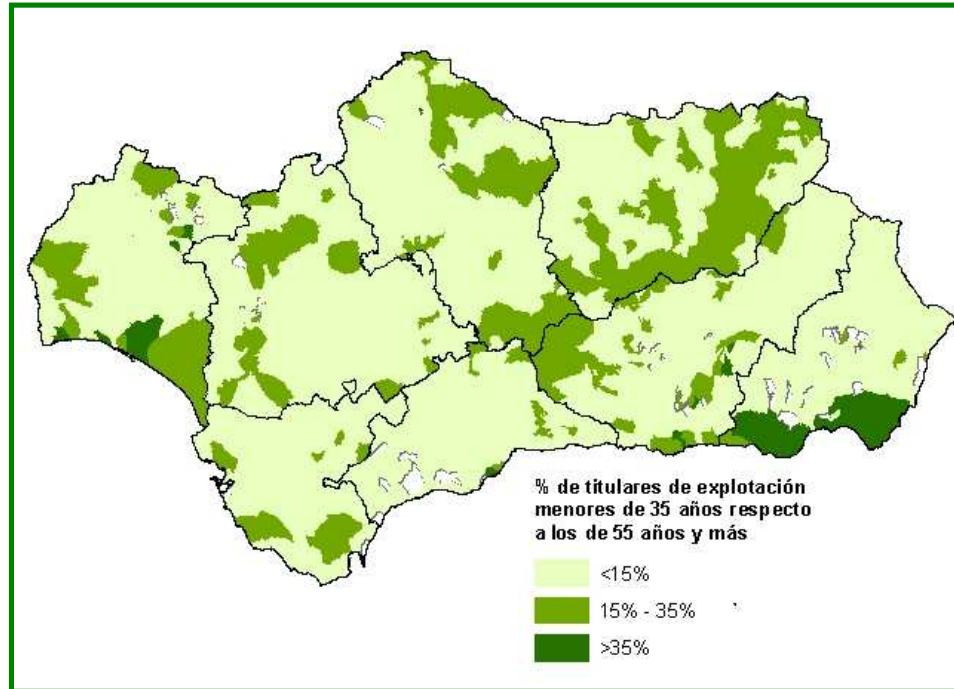 % de titulares de explotación
menores de 35 años respecto
a los de 55 años y más
<15%
15% - 35%
>35%